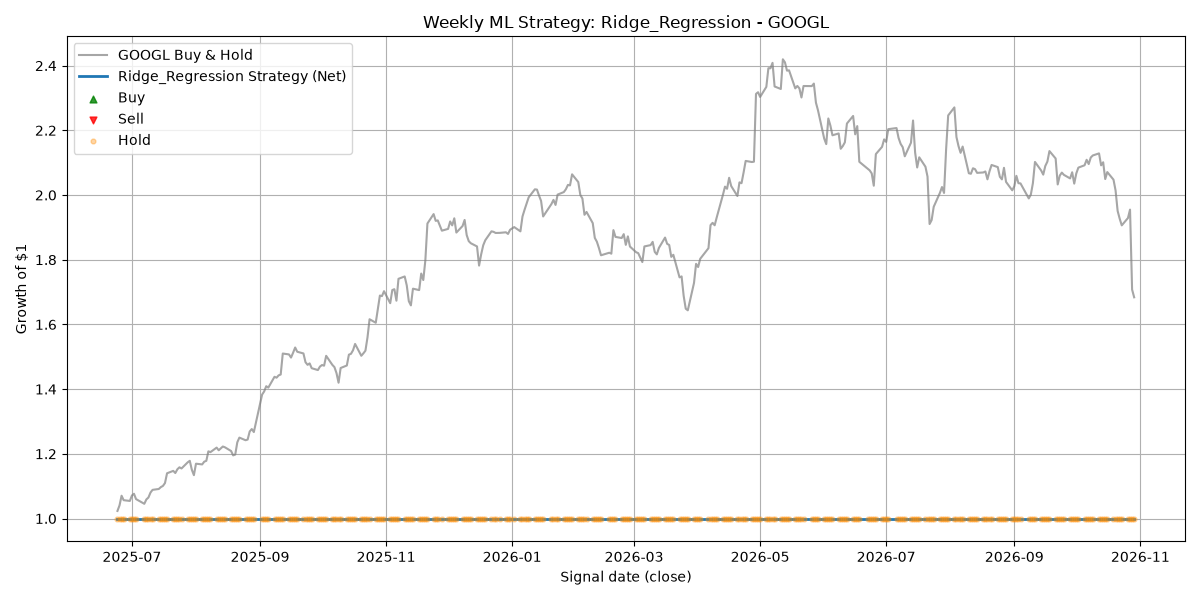 Weekly ML Strategy: Ridge_Regression - GOOGL
GOOGL Buy & Hold
Ridge_Regression Strategy (Net)
Buy
Sell
Hold
Growth of $1
2.4
2.2
2.0
1.8
1.6
1.4
1.2
1.0
2025-07
2025-09
2025-11
2026-01
2026-03
2026-05
2026-07
2026-09
2026-11
Signal date (close)